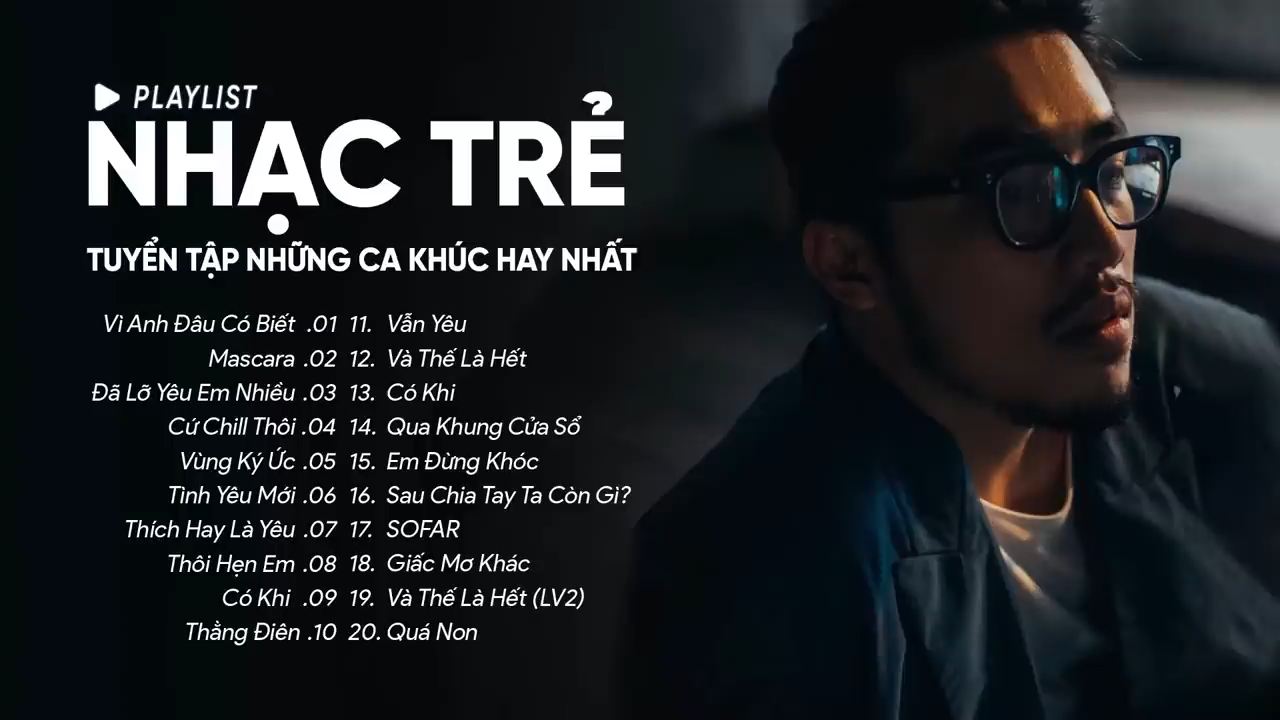 PLAYLIST
NHẠC TRẺ
TUYỂN TẬP NHỮNG CA KHÚC HAY NHẤT
Vì Anh Đâu Có Biết .01
Mascara .02
Đã Lỡ Yêu Em Nhiều .03
Cứ Chill Thôi .04
Vùng Ký Ức .05
Tình Yêu Mới .06
Thích Hay Là Yêu .07
Thôi Hẹn Em .08
Có Khi .09
Thằng Điên .10
11. Vẫn Yêu
12. Và Thế Là Hết
13. Có Khi
14. Qua Khung Cửa Sổ
15. Em Đừng Khóc
16. Sau Chia Tay Ta Còn Gì?
17. SOFAR
18. Giấc Mơ Khác
19. Và Thế Là Hết (LV2)
20. Quá Non